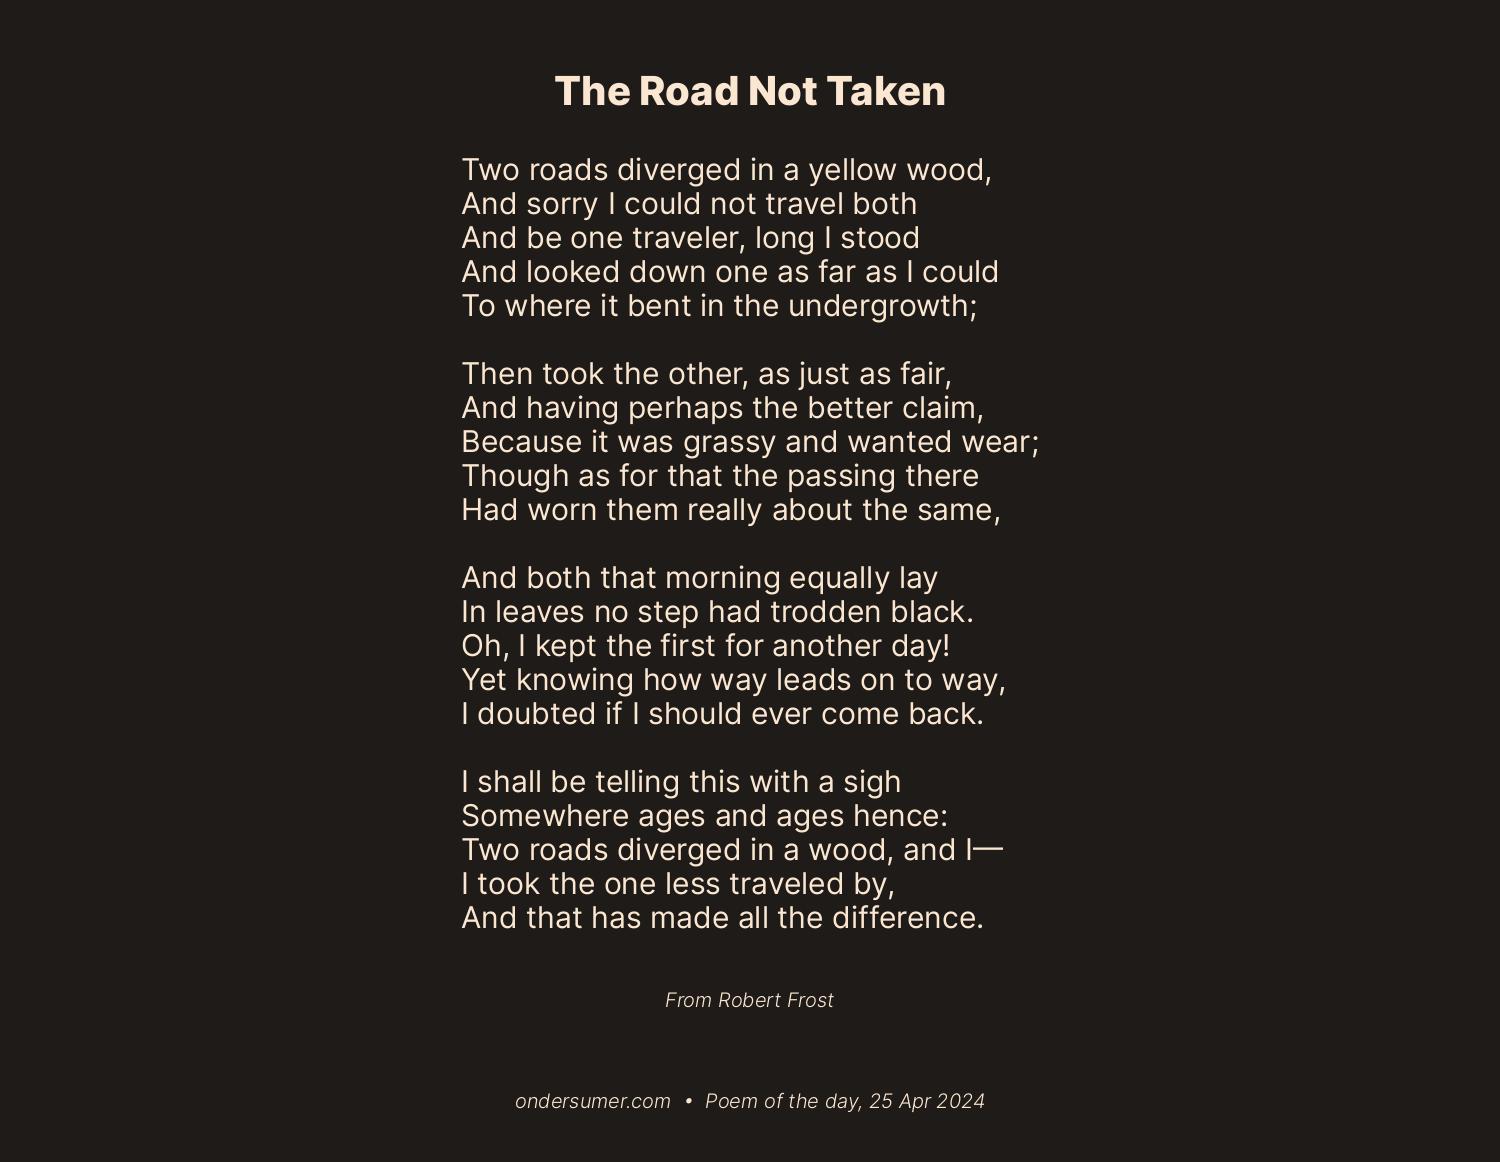 The Road Not Taken
Two roads diverged in a yellow wood,
And sorry I could not travel both
And be one traveler, long I stood
And looked down one as far as I could
To where it bent in the undergrowth;
Then took the other, as just as fair,
And having perhaps the better claim,
Because it was grassy and wanted wear;
Though as for that the passing there
Had worn them really about the same,
And both that morning equally lay
In leaves no step had trodden black.
Oh, I kept the first for another day!
Yet knowing how way leads on to way,
I doubted if I should ever come back.
I shall be telling this with a sigh
Somewhere ages and ages hence:
Two roads diverged in a wood, and I—
I took the one less traveled by,
And that has made all the difference.
From Robert Frost
ondersumer.com • Poem of the day, 25 Apr 2024